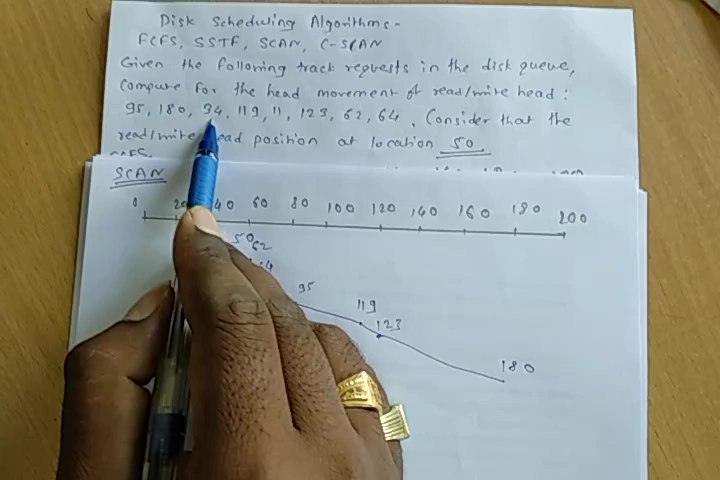 Disk Scheduling Algorithms-
FCFS, SSTF, SCAN, C-SCAN
Given the following track requests in the disk queue,
Compute for the head movement of read/write head:
95, 180, 34, 119, 11, 123, 62, 64. Consider that the
read/write head position at location 50
FCFS.
SCAN
0 20 40 60 80 100 120 140 160 180 200
50
62
95
119
123
180